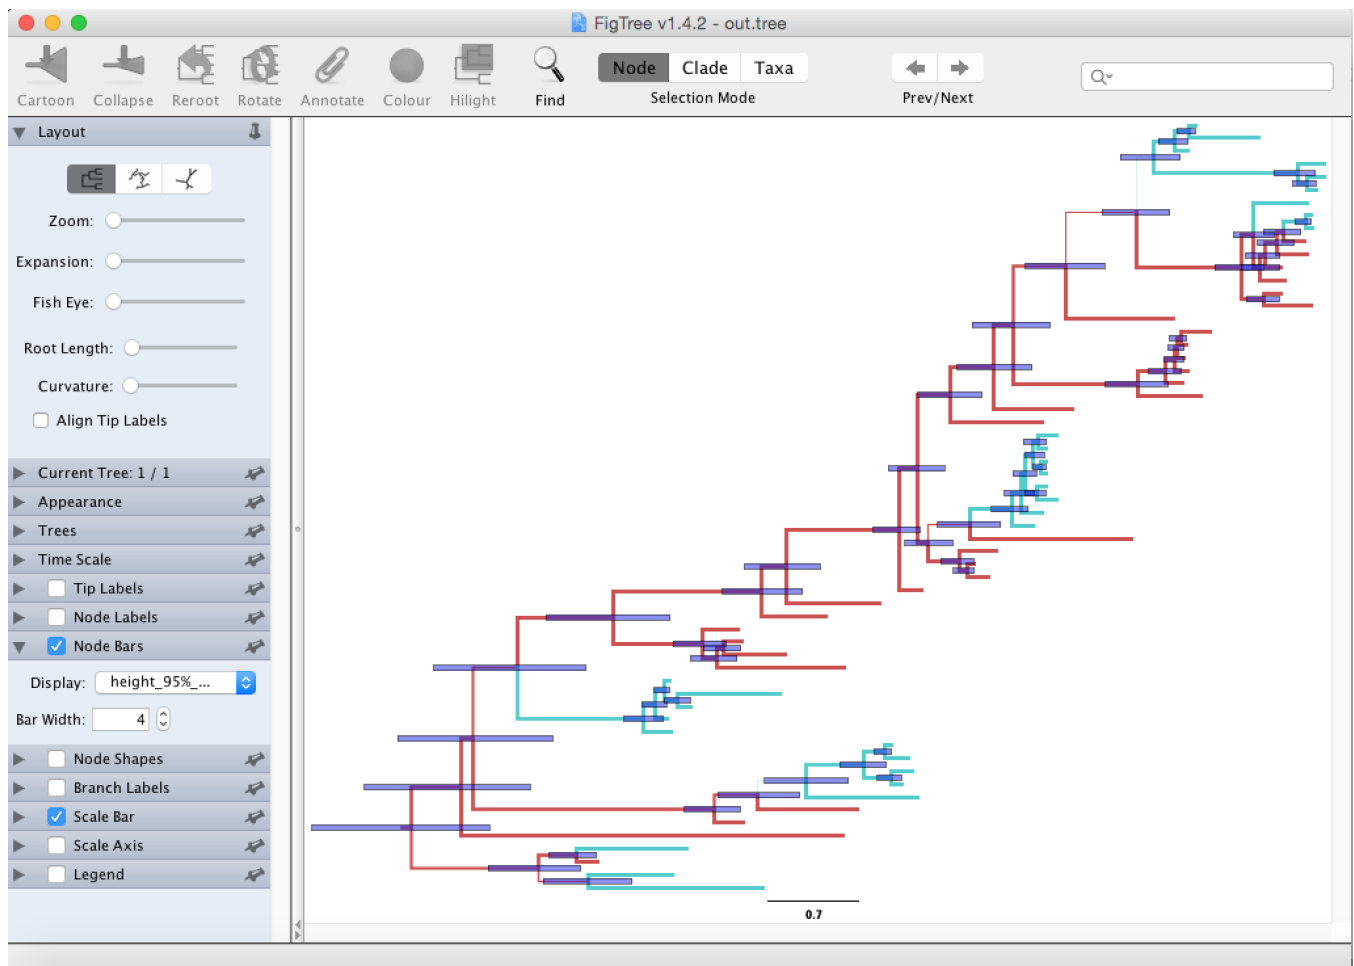 FigTree v1.4.2 - out.tree
Cartoon Collapse Reroot Rotate Annotate Colour Hilight Find
Node Clade Taxa
Selection Mode
Prev/Next
Layout
Zoom:
Expansion:
Fish Eye:
Root Length:
Curvature:
Align Tip Labels
Current Tree: 1 / 1
Appearance
Trees
Time Scale
Tip Labels
Node Labels
Node Bars
Display: height_95%_...
Bar Width: 4
Node Shapes
Branch Labels
Scale Bar
Scale Axis
Legend
0.7